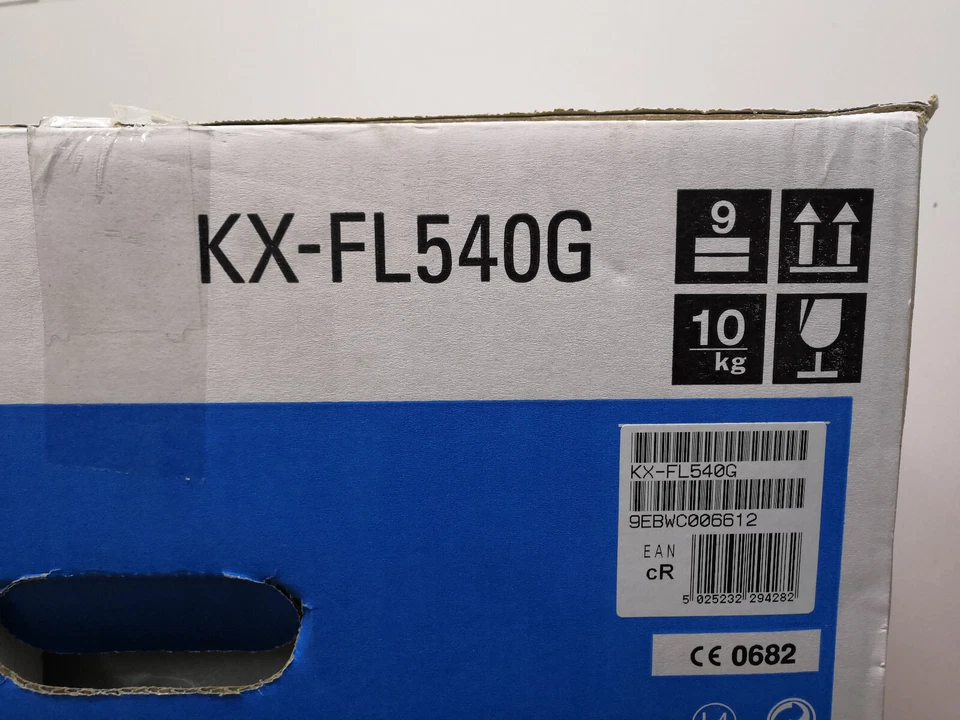 KX-FL540G
9
10
kg
KX-FL540G
9EBWC006612
EAN
cR
5 025232 294282
CE 0682